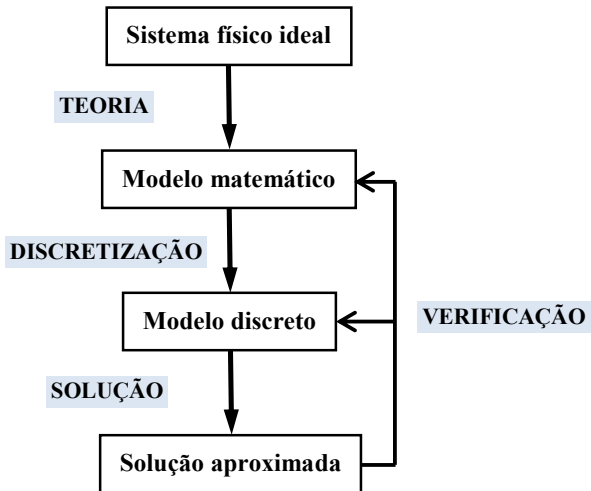 Sistema físico ideal
TEORIA
Modelo matemático
DISCRETIZAÇÃO
Modelo discreto
VERIFICAÇÃO
SOLUÇÃO
Solução aproximada